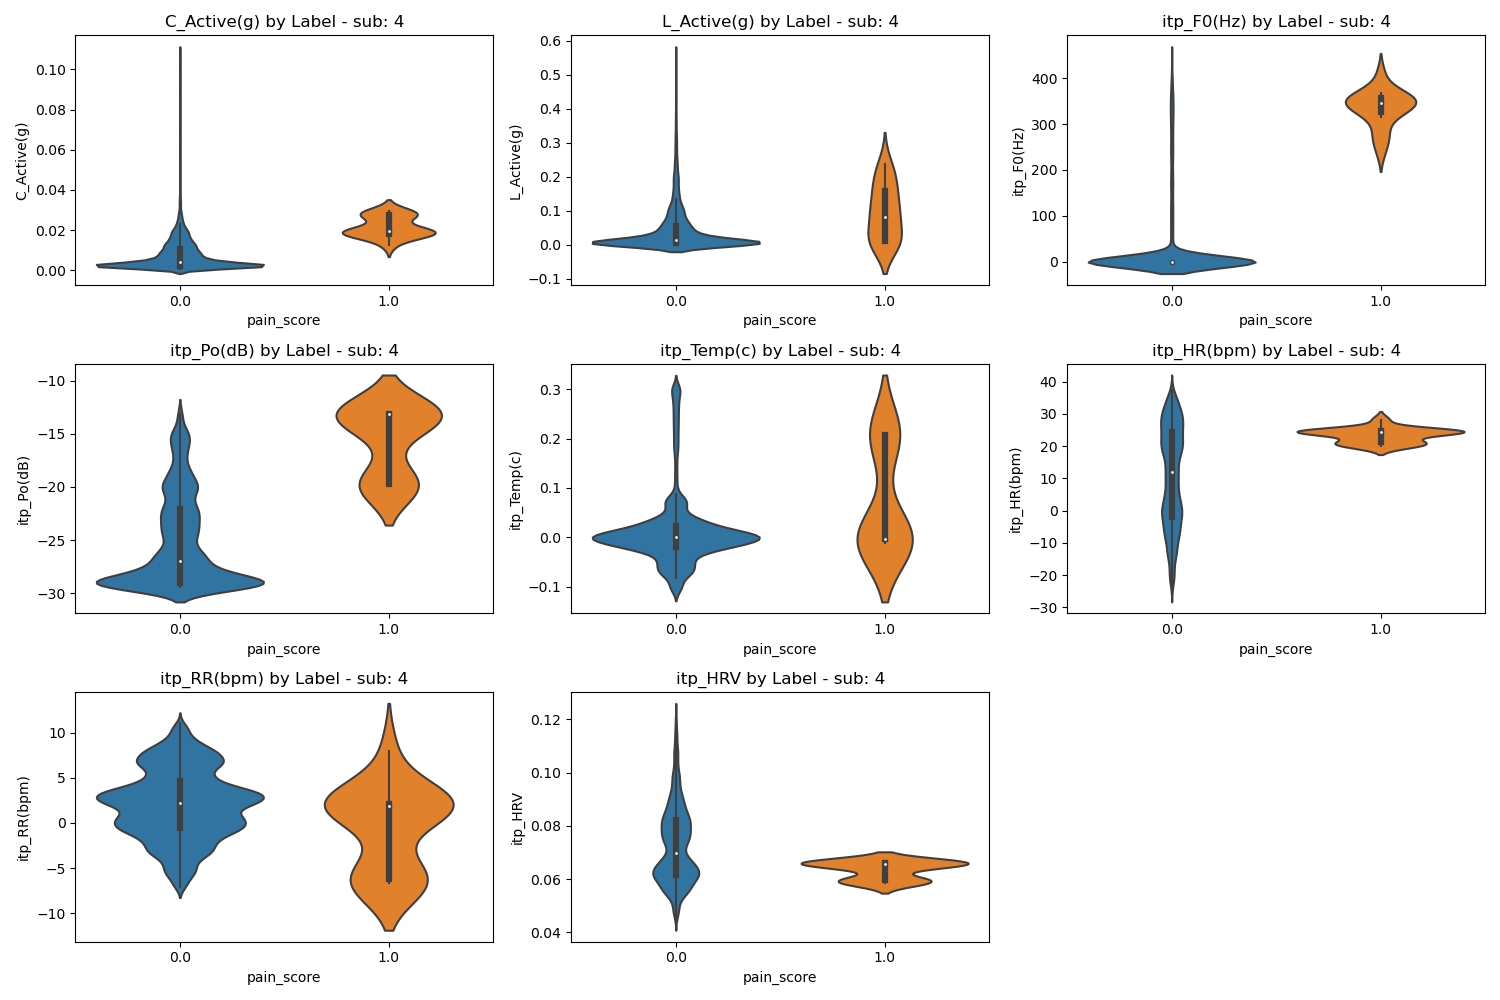 C_Active(g) by Label - sub: 4
L_Active(g) by Label - sub: 4
itp_F0(Hz) by Label - sub: 4
C_Active(g)
0.10
0.08
0.06
0.04
0.02
0.00
0.0
1.0
pain_score
L_Active(g)
0.6
0.5
0.4
0.3
0.2
0.1
0.0
−0.1
0.0
1.0
pain_score
itp_F0(Hz)
400
300
200
100
0
0.0
1.0
pain_score
itp_Po(dB) by Label - sub: 4
itp_Temp(c) by Label - sub: 4
itp_HR(bpm) by Label - sub: 4
itp_Po(dB)
−10
−15
−20
−25
−30
0.0
1.0
pain_score
itp_Temp(c)
0.3
0.2
0.1
0.0
−0.1
0.0
1.0
pain_score
itp_HR(bpm)
40
30
20
10
0
−10
−20
−30
0.0
1.0
pain_score
itp_RR(bpm) by Label - sub: 4
itp_HRV by Label - sub: 4
itp_RR(bpm)
10
5
0
−5
−10
0.0
1.0
pain_score
itp_HRV
0.12
0.10
0.08
0.06
0.04
0.0
1.0
pain_score